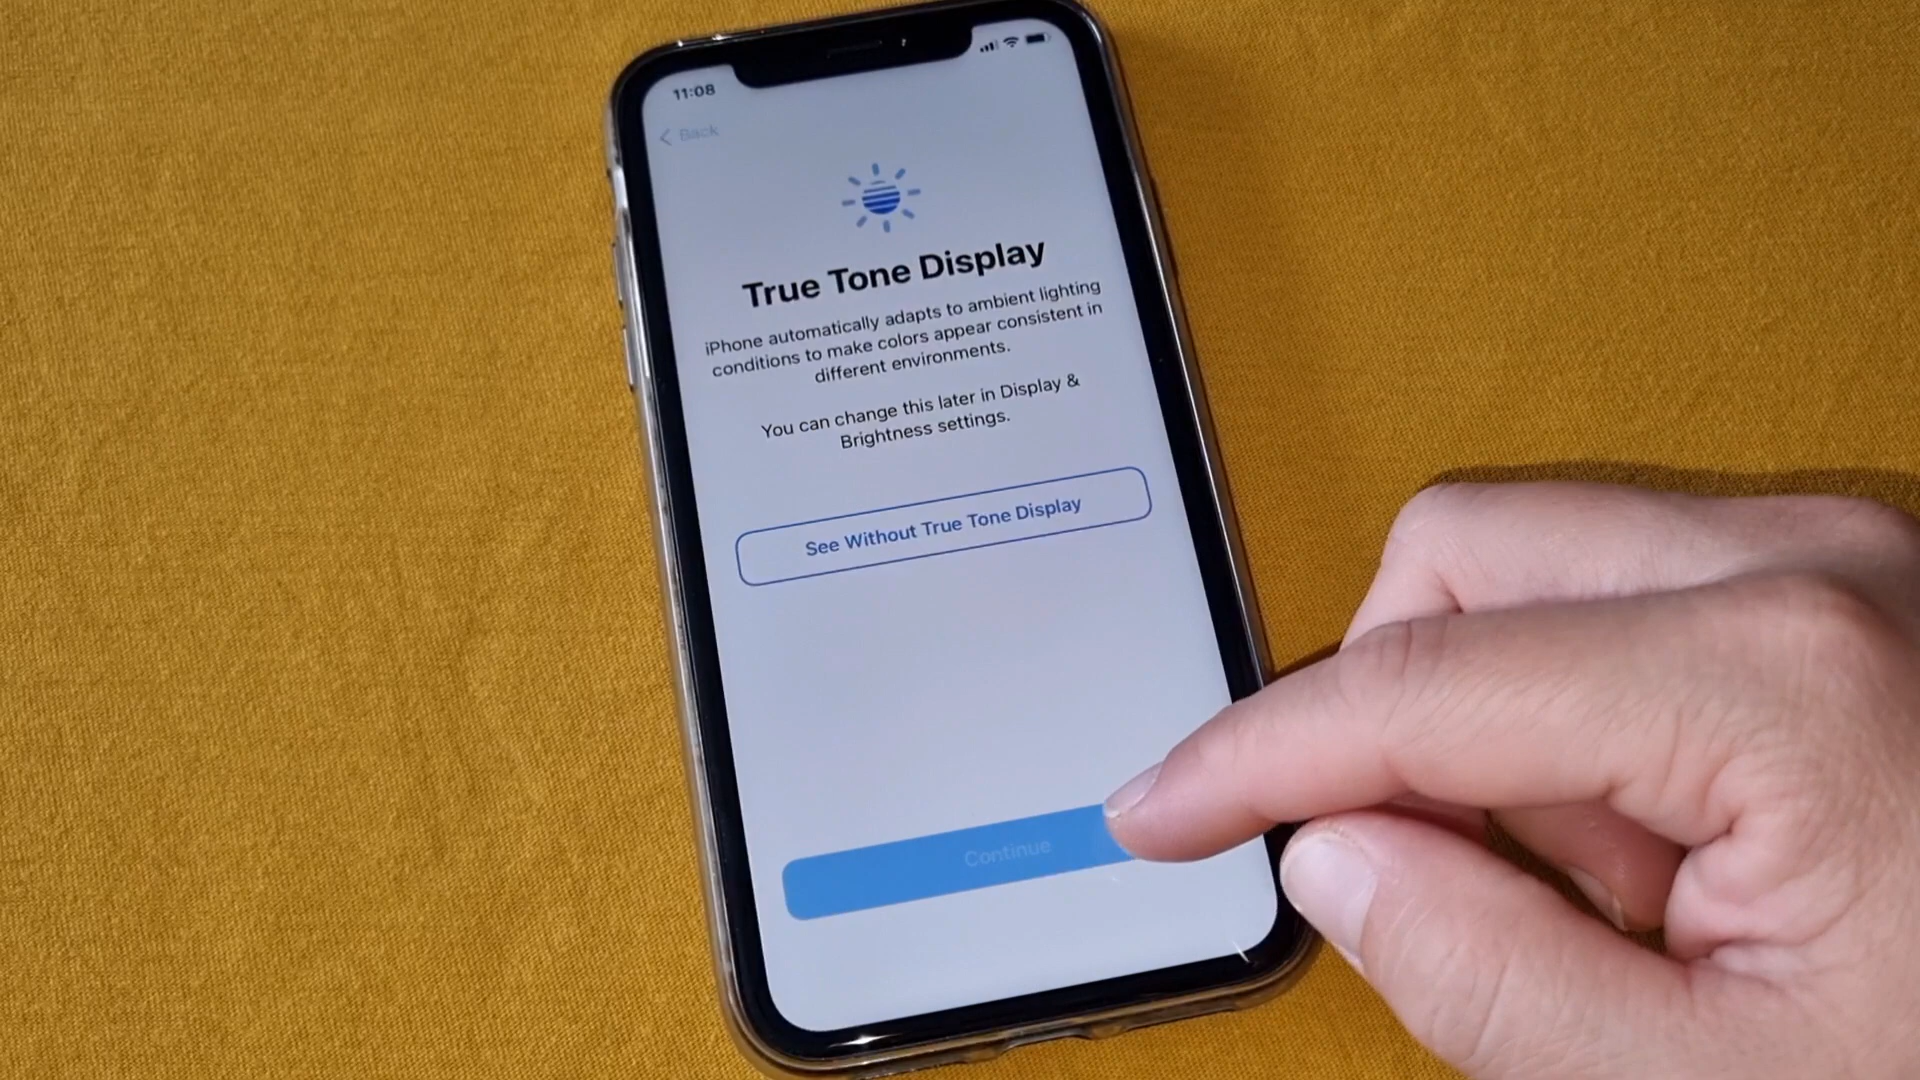 11:08
Back
True Tone Display
iPhone automatically adapts to ambient lighting
conditions to make colors appear consistent in
different environments.
You can change this later in Display &
Brightness settings.
See Without True Tone Display
Continue